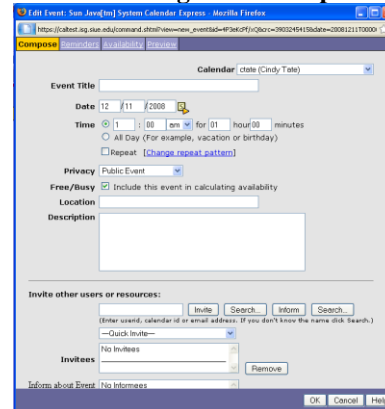 Edit Event: Sun Java[tm] System Calendar Express - Mozilla Firefox
Compose Reminders Availability Preview
Calendar ctate (Cindy Tate)
Event Title
Date 12 / 11 / 2008
Time 1 : 00 am for 01 hour 00 minutes
All Day (For example, vacation or birthday)
Repeat [Change repeat pattern]
Privacy Public Event
Free/Busy Include this event in calculating availability
Location
Description
Invite other users or resources:
Invite Search... Inform Search...
(Enter userid, calendar id or email address. If you don't know the name click Search.)
—Quick Invite—
No Invitees
Invitees
Remove
Inform about Event No Informees
OK Cancel Help